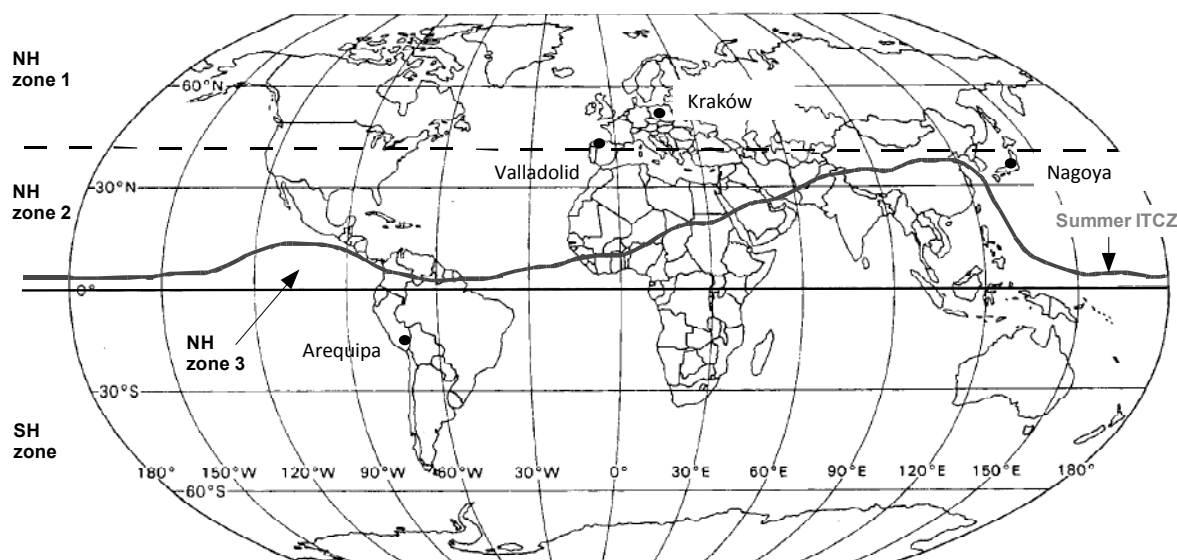 NH
zone 1
60°N
Kraków
Valladolid
Nagoya
30°N
NH
zone 2
Summer ITCZ
0°
NH
zone 3
Arequipa
30°S
SH
zone
180° 150°W 120°W 90°W 60°W 30°W 0° 30°E 60°E 90°E 120°E 150°E 180°
60°S